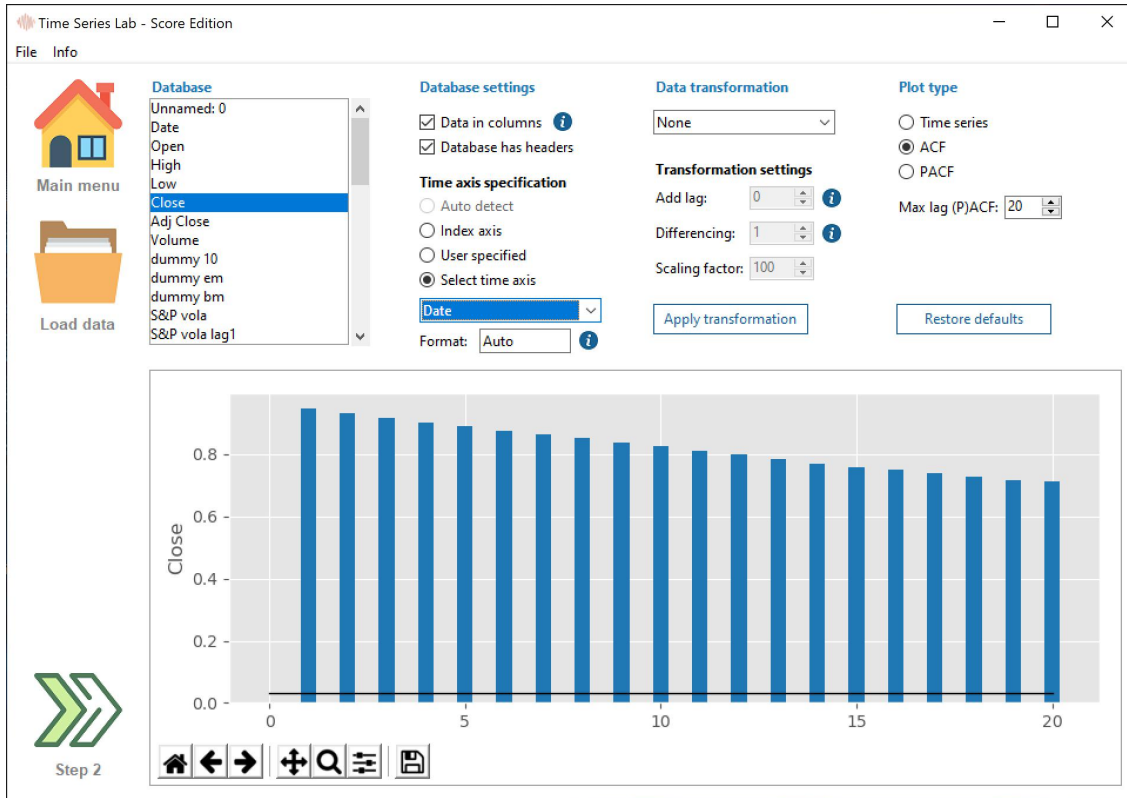 Time Series Lab - Score Edition
File Info
Main menu
Load data
Step 2
Database
Unnamed: 0
Date
Open
High
Low
Close
Adj Close
Volume
dummy 10
dummy em
dummy bm
S&P vola
S&P vola lag1
Database settings
Data in columns i
Database has headers
Time axis specification
Auto detect
Index axis
User specified
Select time axis
Date
Format: Auto i
Data transformation
None
Transformation settings
Add lag: 0 i
Differencing: 1 i
Scaling factor: 100
Apply transformation
Plot type
Time series
ACF
PACF
Max lag (P)ACF: 20
Restore defaults
Close
0.8
0.6
0.4
0.2
0.0
0 5 10 15 20